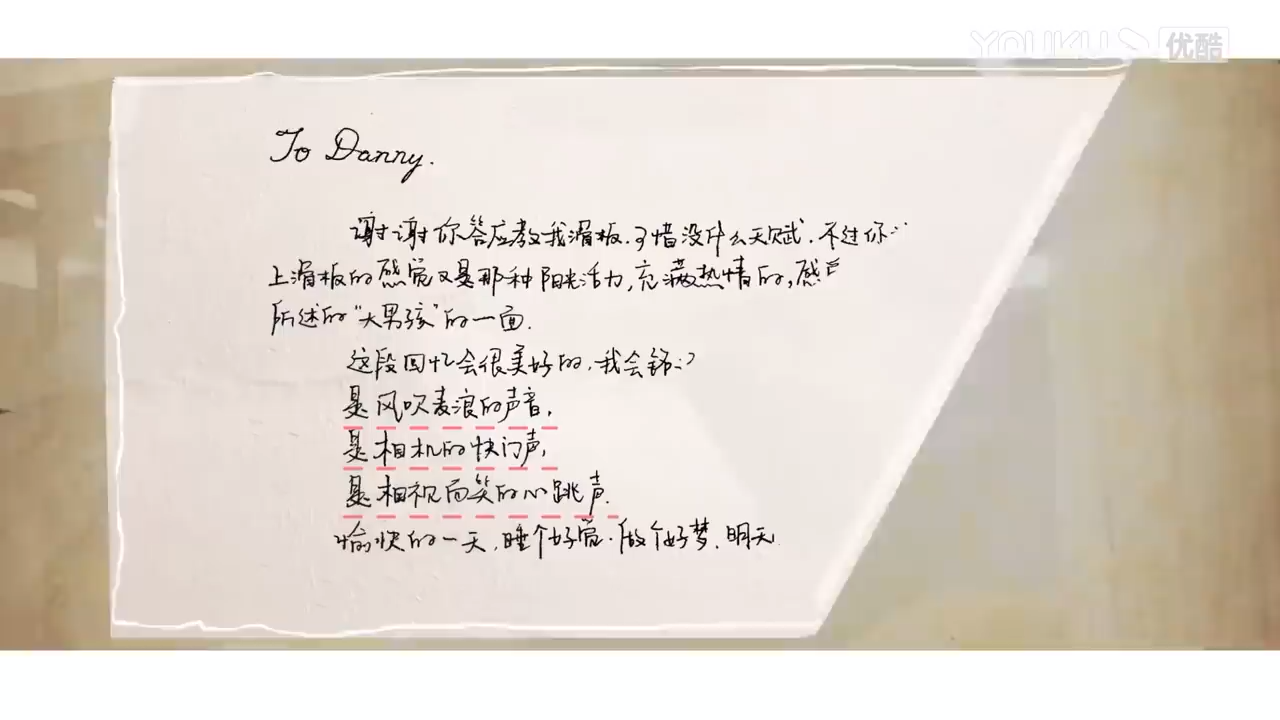 YOUKU 优酷
To Danny.
谢谢你答应教我滑板.可惜没什么天赋.不过你
上滑板的感觉又是那种阳光活力,充满热情的,感
所述的“大男孩”的一面.
这段回忆会很美好的,我会铭
是风吹麦浪的声音,
是相机的快门声,
是相视而笑的心跳声.
愉快的一天,睡个好觉.做个好梦.明天